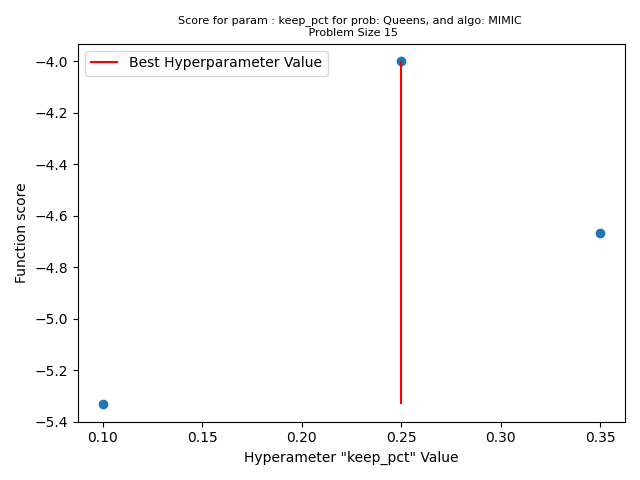 Score for param : keep_pct for prob: Queens, and algo: MIMIC
Problem Size 15
Best Hyperparameter Value
−4.0
−4.2
−4.4
−4.6
−4.8
−5.0
−5.2
−5.4
Function score
0.10 0.15 0.20 0.25 0.30 0.35
Hyperameter "keep_pct" Value